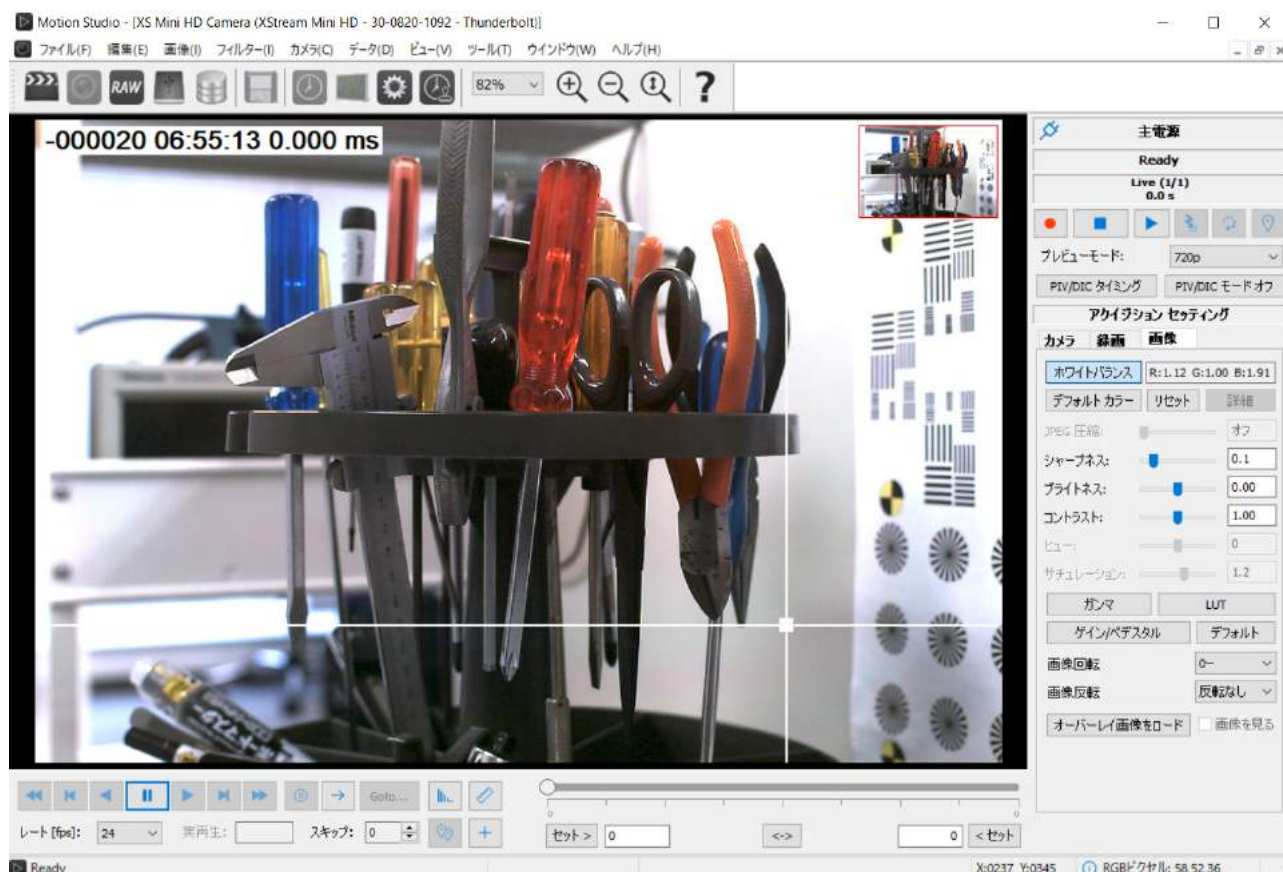 Motion Studio - [XS Mini HD Camera (XStream Mini HD - 30-0820-1092 - Thunderbolt)]
ファイル(F) 編集(E) 画像(I) フィルター(I) カメラ(C) データ(D) ビュー(V) ツール(T) ウインドウ(W) ヘルプ(H)
RAW 82% ?
-000020 06:55:13 0.000 ms
主電源
Ready
Live (1/1)
0.0 s
プレビューモード: 720p
PIV/DIC タイミング PIV/DIC モード オフ
アクイジション セッティング
カメラ 録画 画像
ホワイトバランス R:1.12 G:1.00 B:1.91
デフォルト カラー リセット 詳細
JPEG 圧縮: オフ
シャープネス: 0.1
ブライトネス: 0.00
コントラスト: 1.00
ヒュー: 0
サチュレーション: 1.2
ガンマ LUT
ゲイン/ペデスタル デフォルト
画像回転 0--
画像反転 反転なし
オーバーレイ画像をロード 画像を見る
Goto...
レート [fps]: 24 実再生: スキップ: 0
0 0
セット > 0 <-> 0 < セット
Ready X:0237 Y:0345 RGBピクセル: 58,52,36